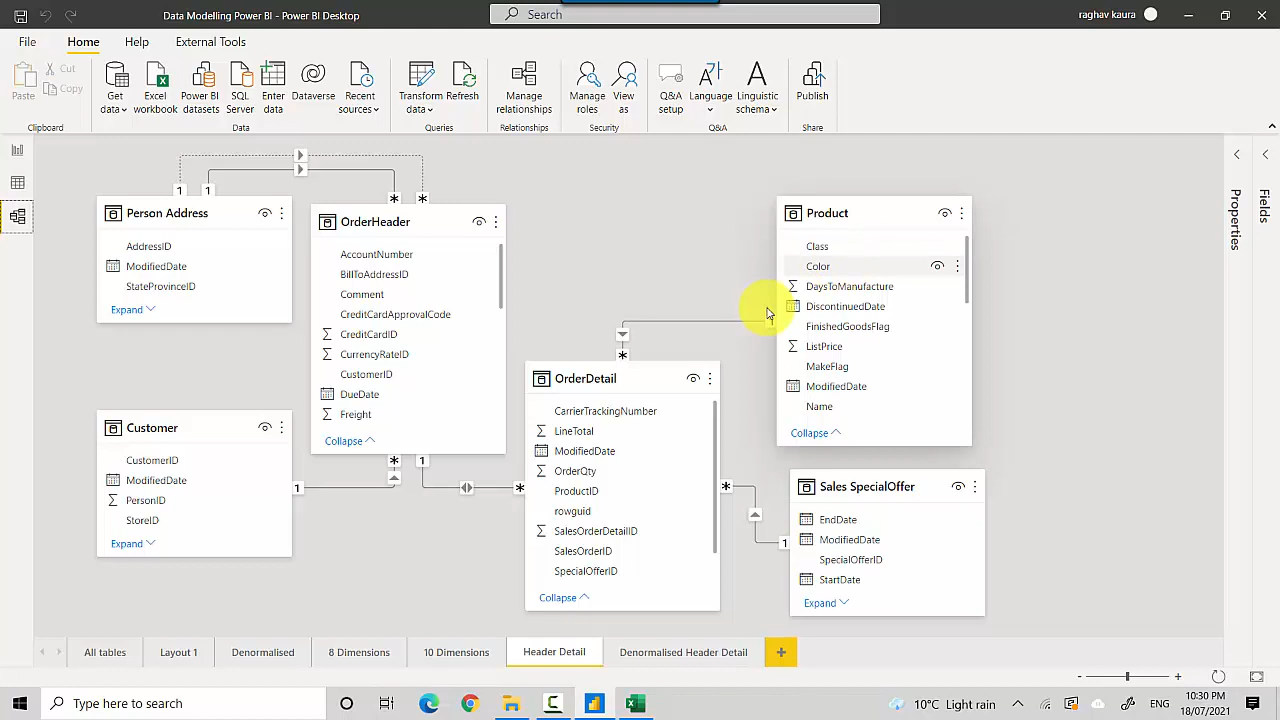 Data Modelling Power BI - Power BI Desktop
Search
raghav kaura
File Home Help External Tools
Paste
Cut
Copy
Clipboard
Get data
Excel workbook
Power BI datasets
SQL Server
Enter data
Dataverse
Recent sources
Data
Transform data
Refresh
Queries
Manage relationships
Relationships
Manage roles
View as
Security
Q&A setup
Language
Linguistic schema
Q&A
Publish
Share
Properties
Fields
1 1 * *
Person Address
AddressID
ModifiedDate
StateProvinceID
Expand
OrderHeader
AccountNumber
BillToAddressID
Comment
CreditCardApprovalCode
CreditCardID
CurrencyRateID
CustomerID
DueDate
Freight
Collapse
Customer
CustomerID
ModifiedDate
PersonID
StoreID
Expand
1 * 1 *
*
OrderDetail
CarrierTrackingNumber
LineTotal
ModifiedDate
OrderQty
ProductID
rowguid
SalesOrderDetailID
SalesOrderID
SpecialOfferID
Collapse
Product
Class
Color
DaysToManufacture
DiscontinuedDate
FinishedGoodsFlag
ListPrice
MakeFlag
ModifiedDate
Name
Collapse
* 1
Sales SpecialOffer
EndDate
ModifiedDate
SpecialOfferID
StartDate
Expand
All tables Layout 1 Denormalised 8 Dimensions 10 Dimensions Header Detail Denormalised Header Detail +
Type here to search
10°C Light rain
ENG
10:30 PM
18/07/2021